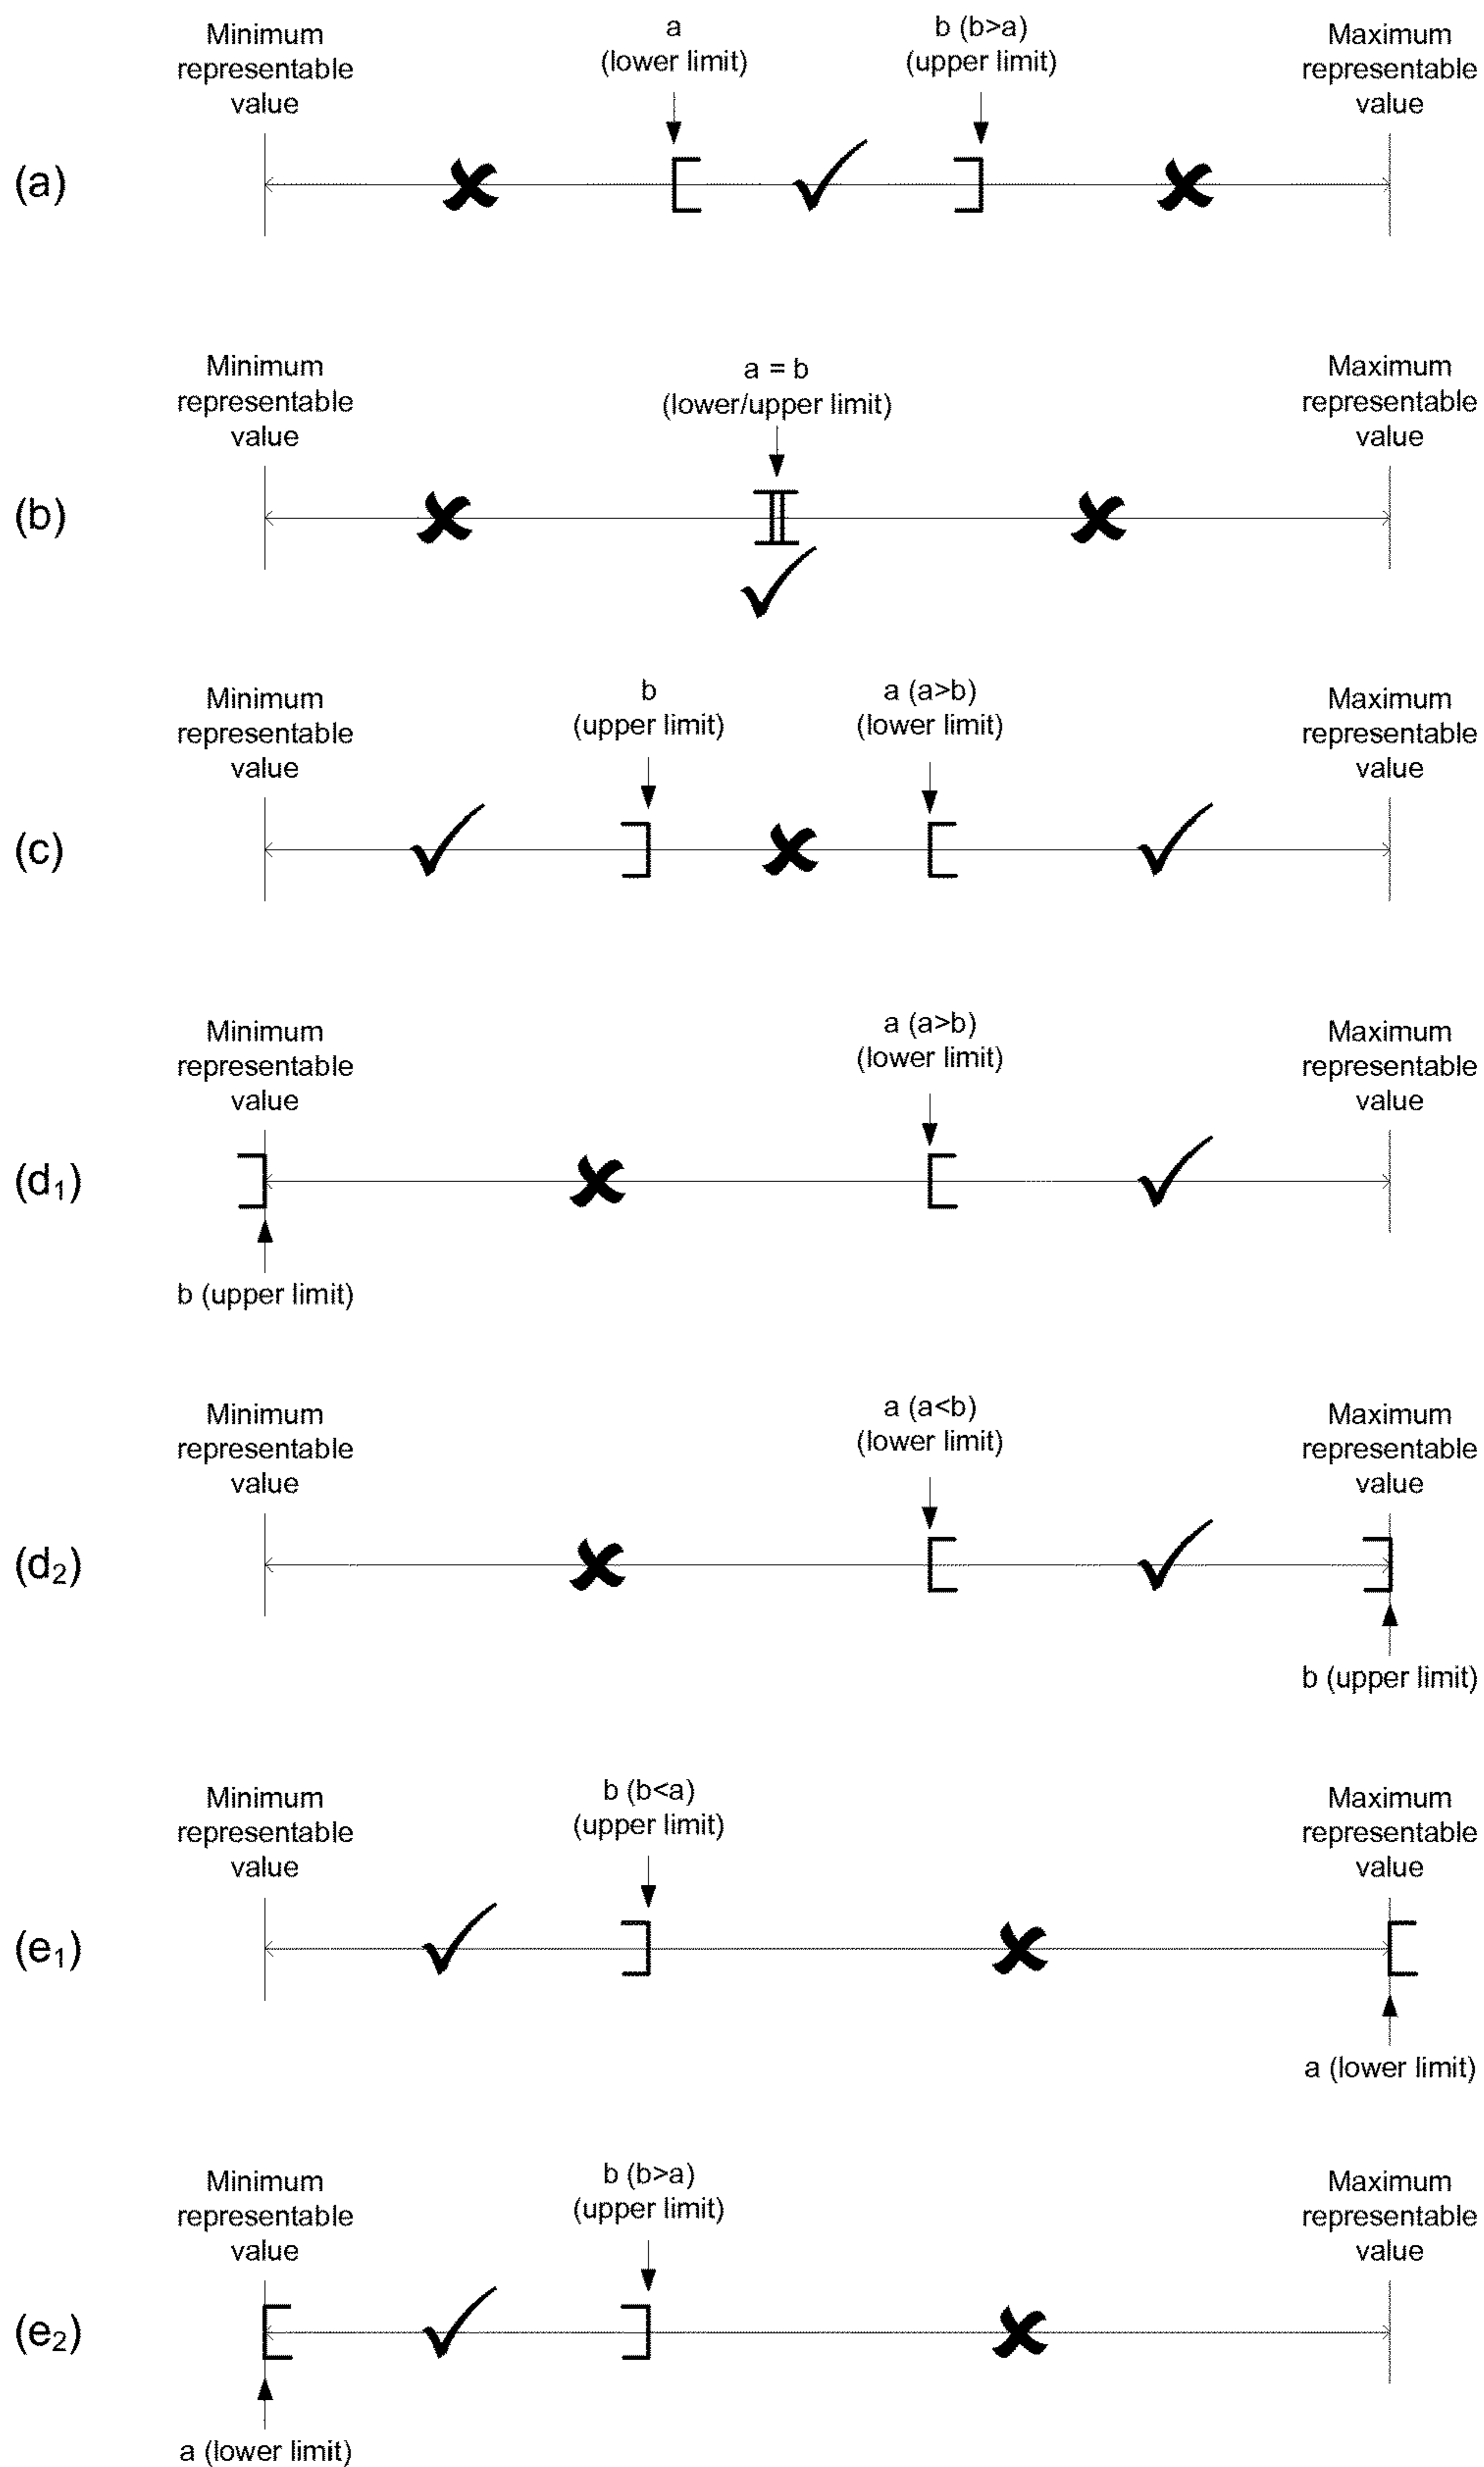 Minimum
representable
value
a
(lower limit)
b (b>a)
(upper limit)
Maximum
representable
value
(a)
Minimum
representable
value
a = b
(lower/upper limit)
Maximum
representable
value
(b)
Minimum
representable
value
b
(upper limit)
a (a>b)
(lower limit)
Maximum
representable
value
(c)
Minimum
representable
value
a (a>b)
(lower limit)
Maximum
representable
value
(d₁)
b (upper limit)
Minimum
representable
value
a (a<b)
(lower limit)
Maximum
representable
value
(d₂)
b (upper limit)
Minimum
representable
value
b (b<a)
(upper limit)
Maximum
representable
value
(e₁)
a (lower limit)
Minimum
representable
value
b (b>a)
(upper limit)
Maximum
representable
value
(e₂)
a (lower limit)